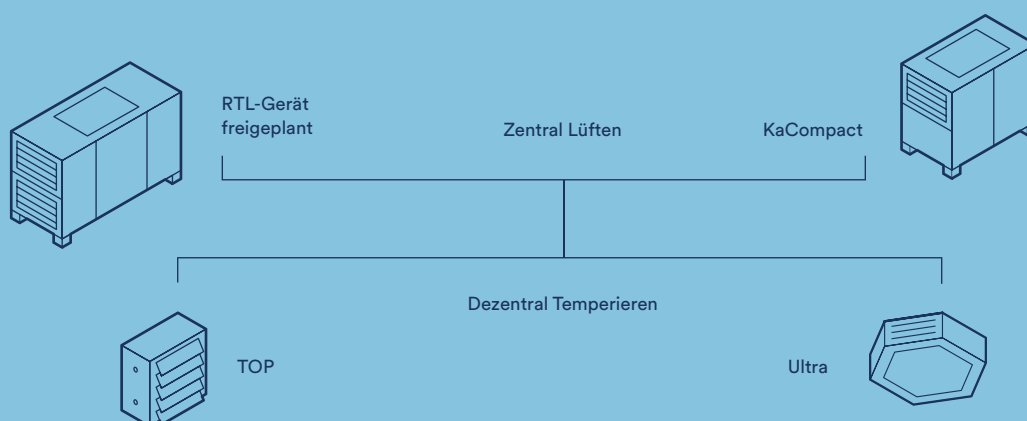 RTL-Gerät
freigeplant
Zentral Lüften
KaCompact
Dezentral Temperieren
TOP
Ultra